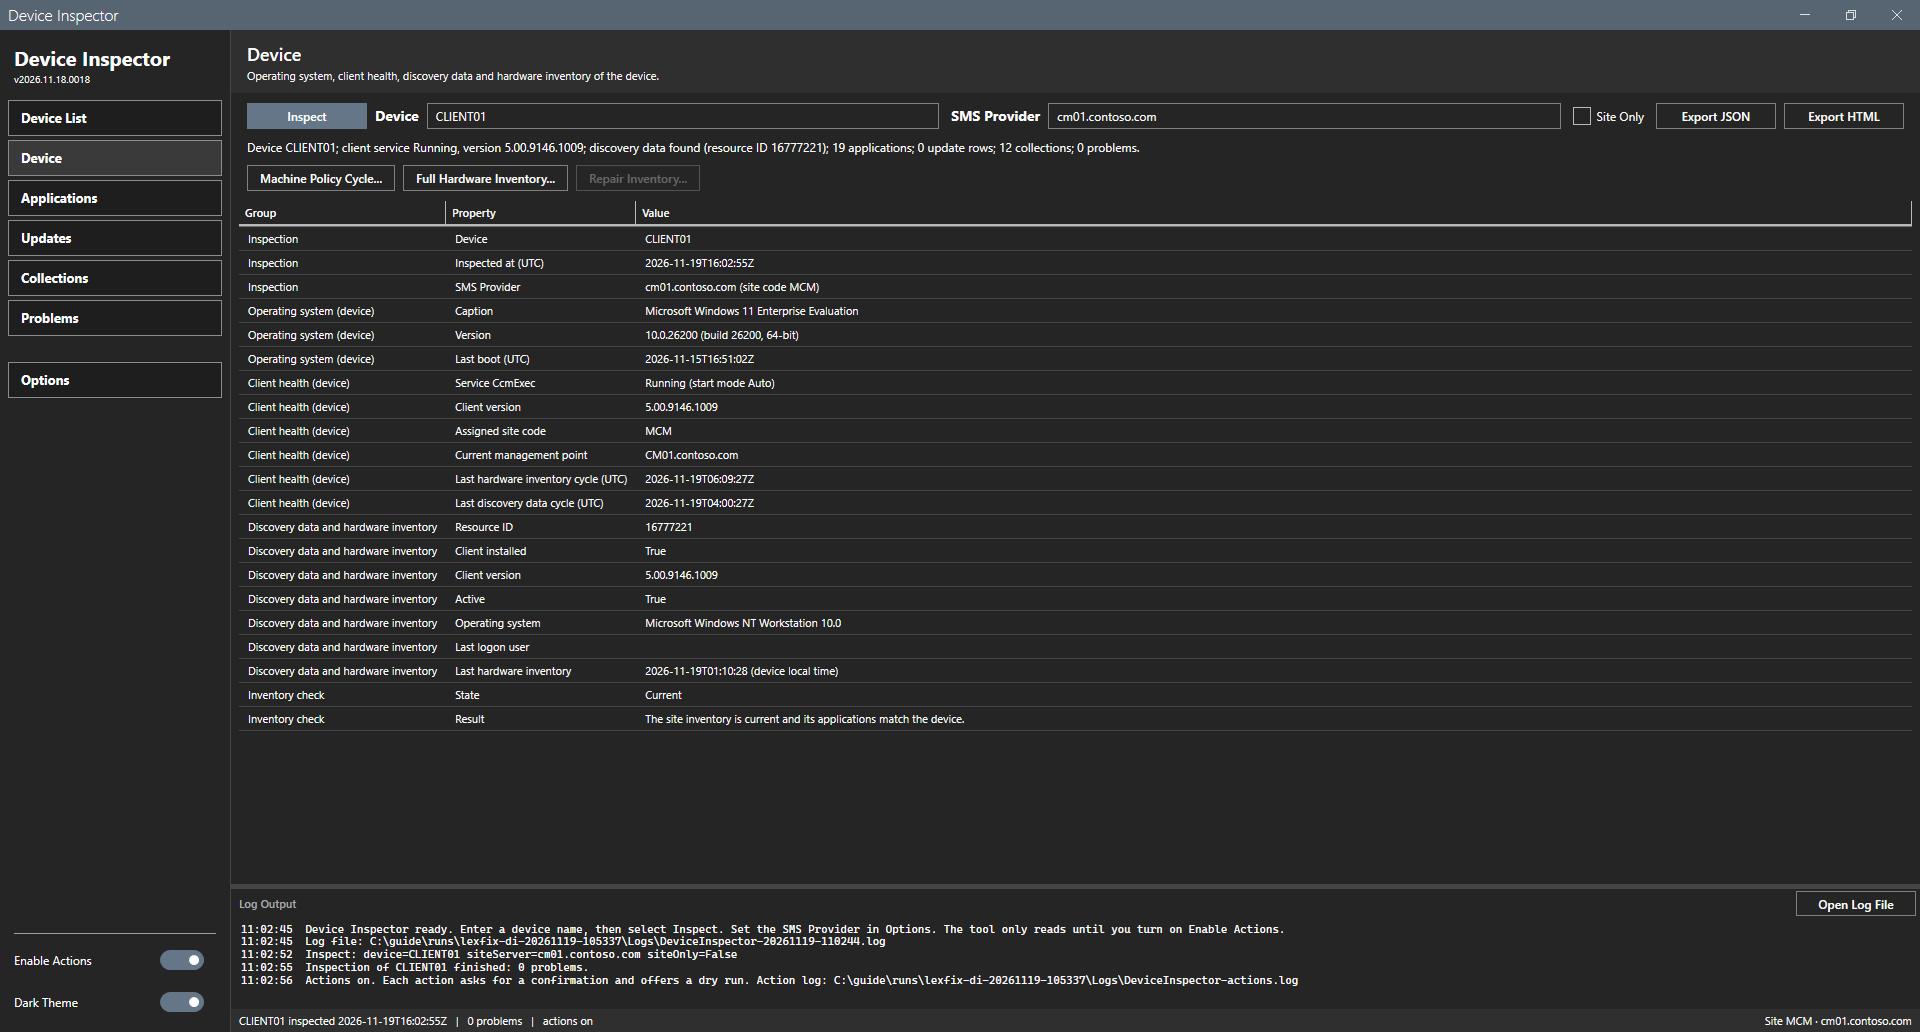 Device Inspector
Device Inspector
v2026.11.18.0018
Device List
Device
Applications
Updates
Collections
Problems
Options
Enable Actions
Dark Theme
Device
Operating system, client health, discovery data and hardware inventory of the device.
Inspect Device CLIENT01 SMS Provider cm01.contoso.com Site Only Export JSON Export HTML
Device CLIENT01; client service Running, version 5.00.9146.1009; discovery data found (resource ID 16777221); 19 applications; 0 update rows; 12 collections; 0 problems.
Machine Policy Cycle... Full Hardware Inventory... Repair Inventory...
Group Property Value
Inspection Device CLIENT01
Inspection Inspected at (UTC) 2026-11-19T16:02:55Z
Inspection SMS Provider cm01.contoso.com (site code MCM)
Operating system (device) Caption Microsoft Windows 11 Enterprise Evaluation
Operating system (device) Version 10.0.26200 (build 26200, 64-bit)
Operating system (device) Last boot (UTC) 2026-11-15T16:51:02Z
Client health (device) Service CcmExec Running (start mode Auto)
Client health (device) Client version 5.00.9146.1009
Client health (device) Assigned site code MCM
Client health (device) Current management point CM01.contoso.com
Client health (device) Last hardware inventory cycle (UTC) 2026-11-19T06:09:27Z
Client health (device) Last discovery data cycle (UTC) 2026-11-19T04:00:27Z
Discovery data and hardware inventory Resource ID 16777221
Discovery data and hardware inventory Client installed True
Discovery data and hardware inventory Client version 5.00.9146.1009
Discovery data and hardware inventory Active True
Discovery data and hardware inventory Operating system Microsoft Windows NT Workstation 10.0
Discovery data and hardware inventory Last logon user
Discovery data and hardware inventory Last hardware inventory 2026-11-19T01:10:28 (device local time)
Inventory check State Current
Inventory check Result The site inventory is current and its applications match the device.
Log Output Open Log File
11:02:45 Device Inspector ready. Enter a device name, then select Inspect. Set the SMS Provider in Options. The tool only reads until you turn on Enable Actions.
11:02:45 Log file: C:\guide\runs\lexfix-di-20261119-105337\Logs\DeviceInspector-20261119-110244.log
11:02:52 Inspect: device=CLIENT01 siteServer=cm01.contoso.com siteOnly=False
11:02:55 Inspection of CLIENT01 finished: 0 problems.
11:02:56 Actions on. Each action asks for a confirmation and offers a dry run. Action log: C:\guide\runs\lexfix-di-20261119-105337\Logs\DeviceInspector-actions.log
CLIENT01 inspected 2026-11-19T16:02:55Z | 0 problems | actions on Site MCM · cm01.contoso.com